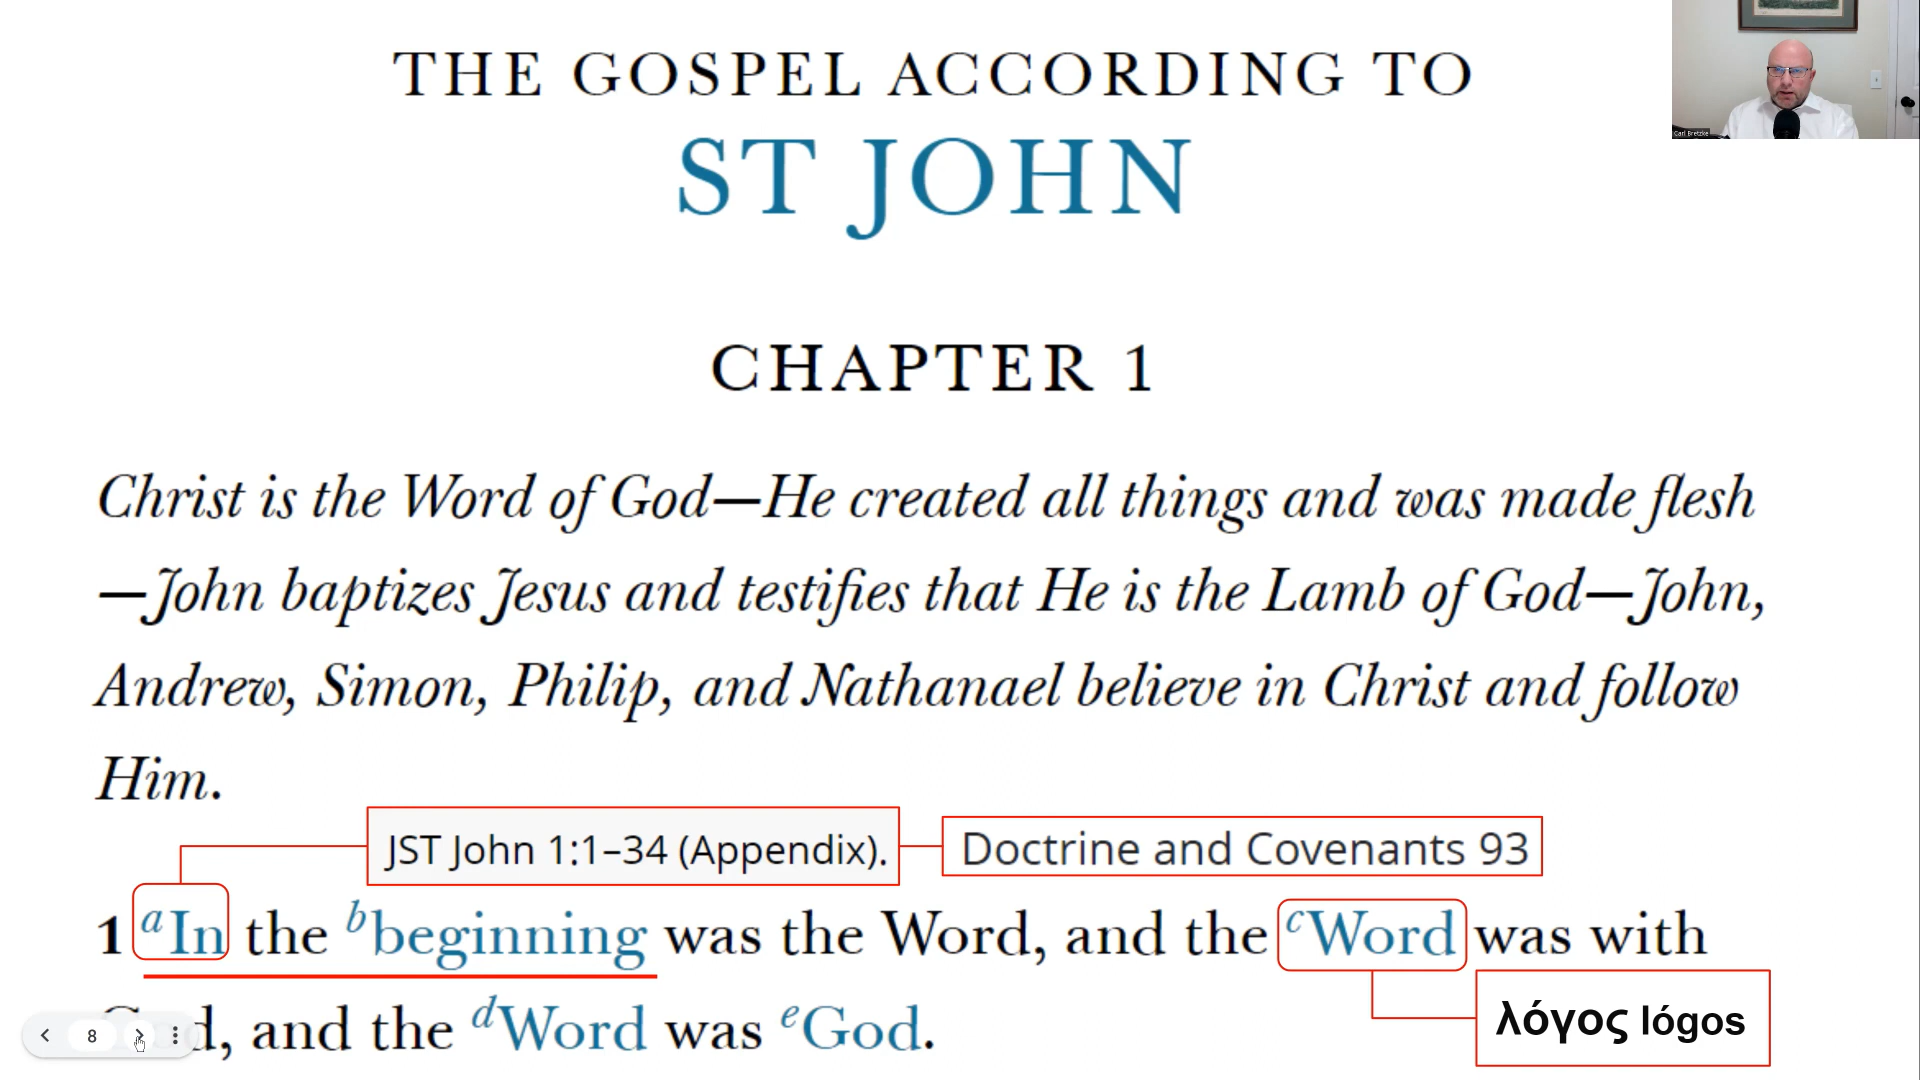 THE GOSPEL ACCORDING TO
ST JOHN
Carl Bretzke
CHAPTER 1
Christ is the Word of God—He created all things and was made flesh
—John baptizes Jesus and testifies that He is the Lamb of God—John,
Andrew, Simon, Philip, and Nathanael believe in Christ and follow
Him.
JST John 1:1–34 (Appendix).
Doctrine and Covenants 93
1 aIn the bbeginning was the Word, and the cWord was with
God, and the dWord was eGod.
λόγος lógos
8